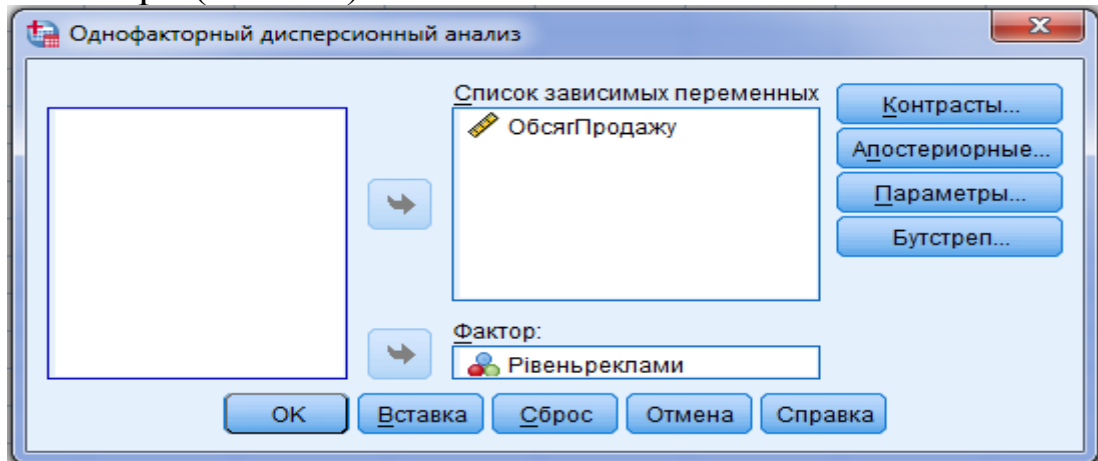 Однофакторный дисперсионный анализ
Список зависимых переменных
ОбсягПродажу
Контрасты...
Апостериорные...
Параметры...
Бутстреп...
Фактор:
Рівеньреклами
OK
Вставка
Сброс
Отмена
Справка